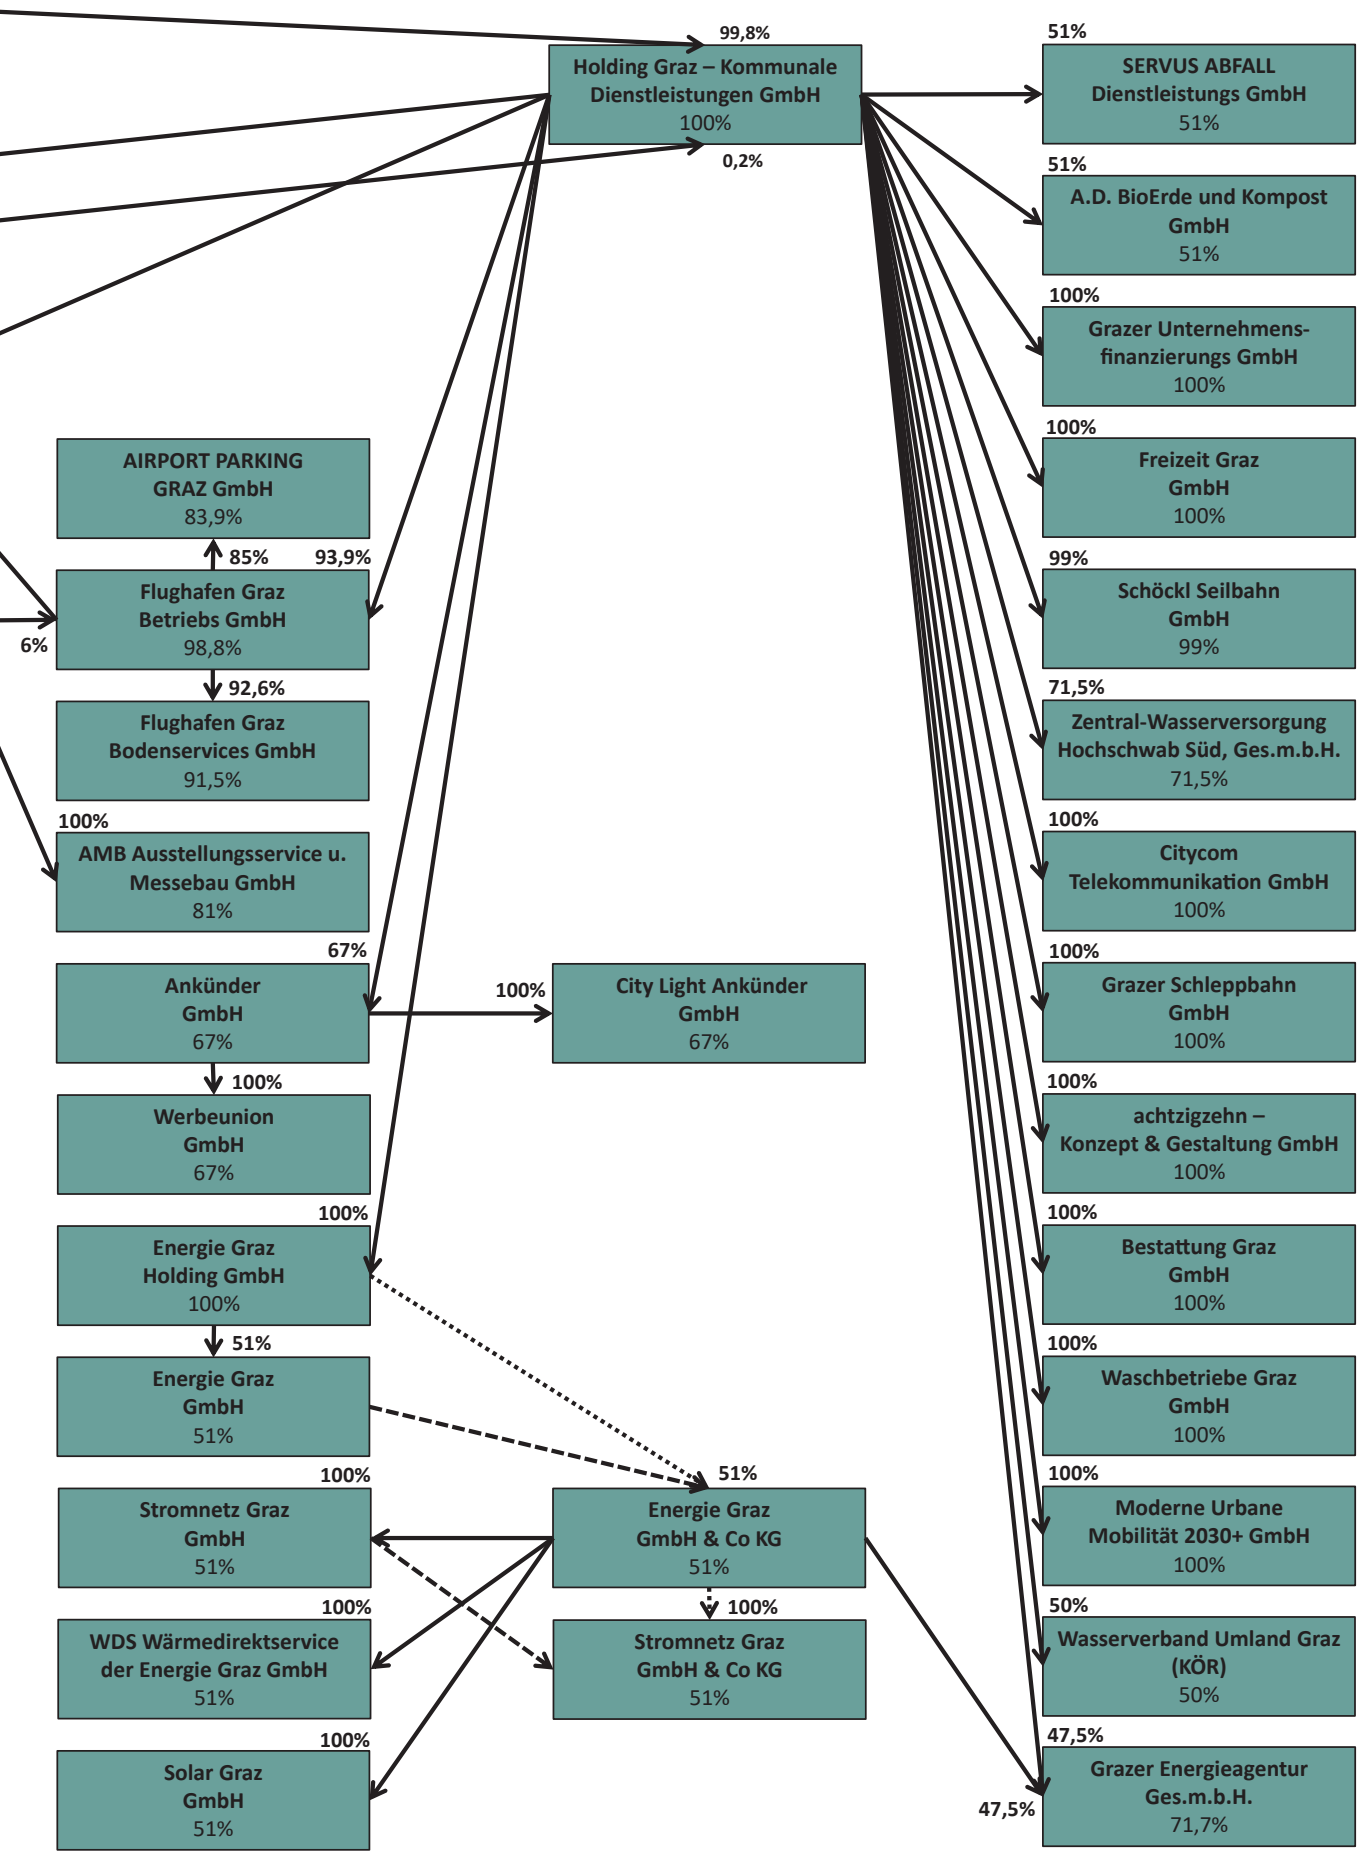 99,8%
Holding Graz – Kommunale
Dienstleistungen GmbH
100%
0,2%
51%
SERVUS ABFALL
Dienstleistungs GmbH
51%
51%
A.D. BioErde und Kompost
GmbH
51%
100%
Grazer Unternehmens-
finanzierungs GmbH
100%
100%
Freizeit Graz
GmbH
100%
99%
Schöckl Seilbahn
GmbH
99%
71,5%
Zentral-Wasserversorgung
Hochschwab Süd, Ges.m.b.H.
71,5%
100%
Citycom
Telekommunikation GmbH
100%
100%
Grazer Schleppbahn
GmbH
100%
100%
achtzigzehn –
Konzept & Gestaltung GmbH
100%
100%
Bestattung Graz
GmbH
100%
100%
Waschbetriebe Graz
GmbH
100%
100%
Moderne Urbane
Mobilität 2030+ GmbH
100%
50%
Wasserverband Umland Graz
(KÖR)
50%
47,5%
Grazer Energieagentur
Ges.m.b.H.
71,7%
47,5%
AIRPORT PARKING
GRAZ GmbH
83,9%
85%
93,9%
Flughafen Graz
Betriebs GmbH
98,8%
6%
92,6%
Flughafen Graz
Bodenservices GmbH
91,5%
100%
AMB Ausstellungsservice u.
Messebau GmbH
81%
67%
Ankünder
GmbH
67%
100%
City Light Ankünder
GmbH
67%
100%
Werbeunion
GmbH
67%
100%
Energie Graz
Holding GmbH
100%
51%
Energie Graz
GmbH
51%
51%
Energie Graz
GmbH & Co KG
51%
100%
Stromnetz Graz
GmbH
51%
100%
Stromnetz Graz
GmbH & Co KG
51%
100%
WDS Wärmedirektservice
der Energie Graz GmbH
51%
100%
Solar Graz
GmbH
51%